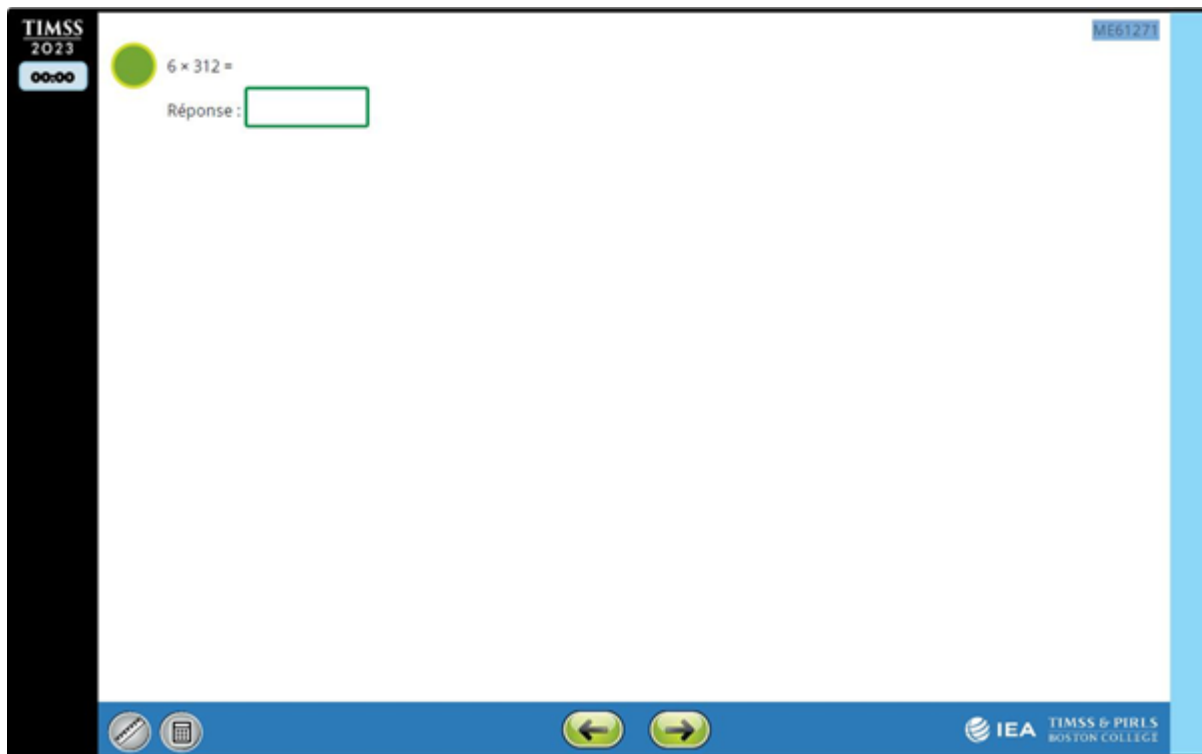 TIMSS
2023
00:00
ME61271
6 × 312 =
Réponse :
IEA
TIMSS & PIRLS
BOSTON COLLEGE